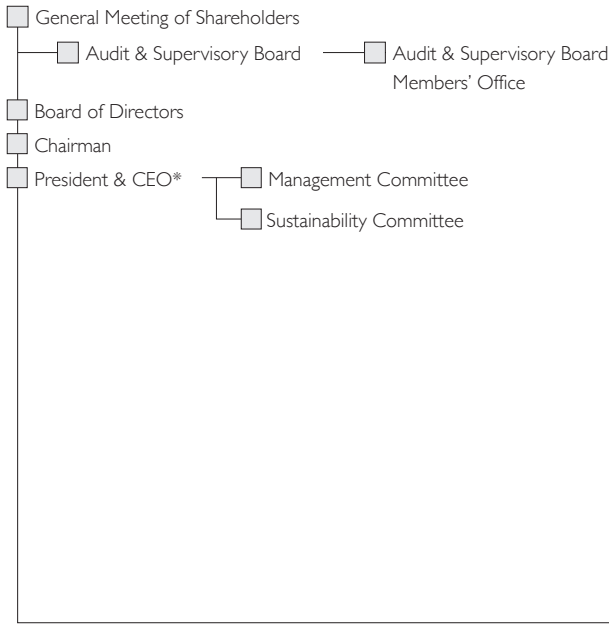 General Meeting of Shareholders
Audit & Supervisory Board
Audit & Supervisory Board
Members’ Office
Board of Directors
Chairman
President & CEO*
Management Committee
Sustainability Committee